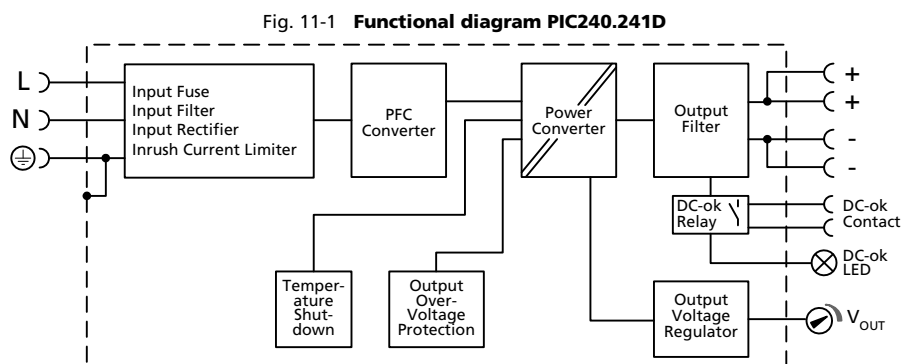 Fig. 11-1 Functional diagram PIC240.241D
L
N
Input Fuse
Input Filter
Input Rectifier
Inrush Current Limiter
PFC
Converter
Power
Converter
Output
Filter
+
+
-
-
DC-ok
Relay
DC-ok
Contact
DC-ok
LED
Temper-
ature
Shut-
down
Output
Over-
Voltage
Protection
Output
Voltage
Regulator
VOUT